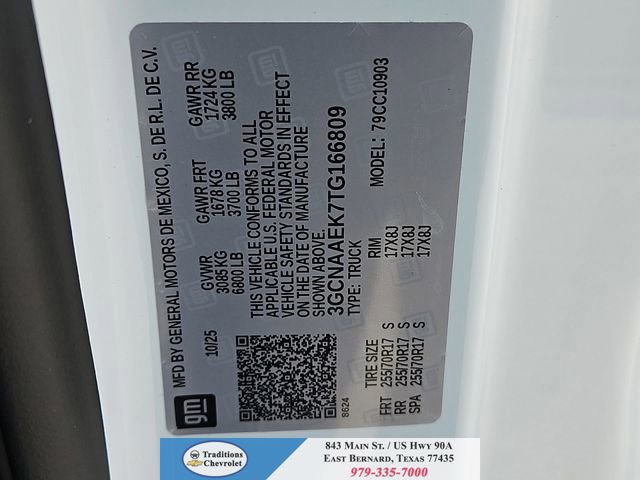 MFD BY GENERAL MOTORS DE MEXICO, S. DE R.L. DE C.V.
10/25
GVWR GAWR FRT GAWR RR
3085 KG 1678 KG 1724 KG
6800 LB 3700 LB 3800 LB
THIS VEHICLE CONFORMS TO ALL
APPLICABLE U.S. FEDERAL MOTOR
VEHICLE SAFETY STANDARDS IN EFFECT
ON THE DATE OF MANUFACTURE
SHOWN ABOVE.
3GCNAAEK7TG166809
TYPE: TRUCK MODEL: 79CC10903
gm
8624
TIRE SIZE RIM
FRT 255/70R17 S 17X8J
RR 255/70R17 S 17X8J
SPA 255/70R17 S 17X8J
Traditions
Chevrolet
843 Main St. / US Hwy 90A
East Bernard, Texas 77435
979-335-7000